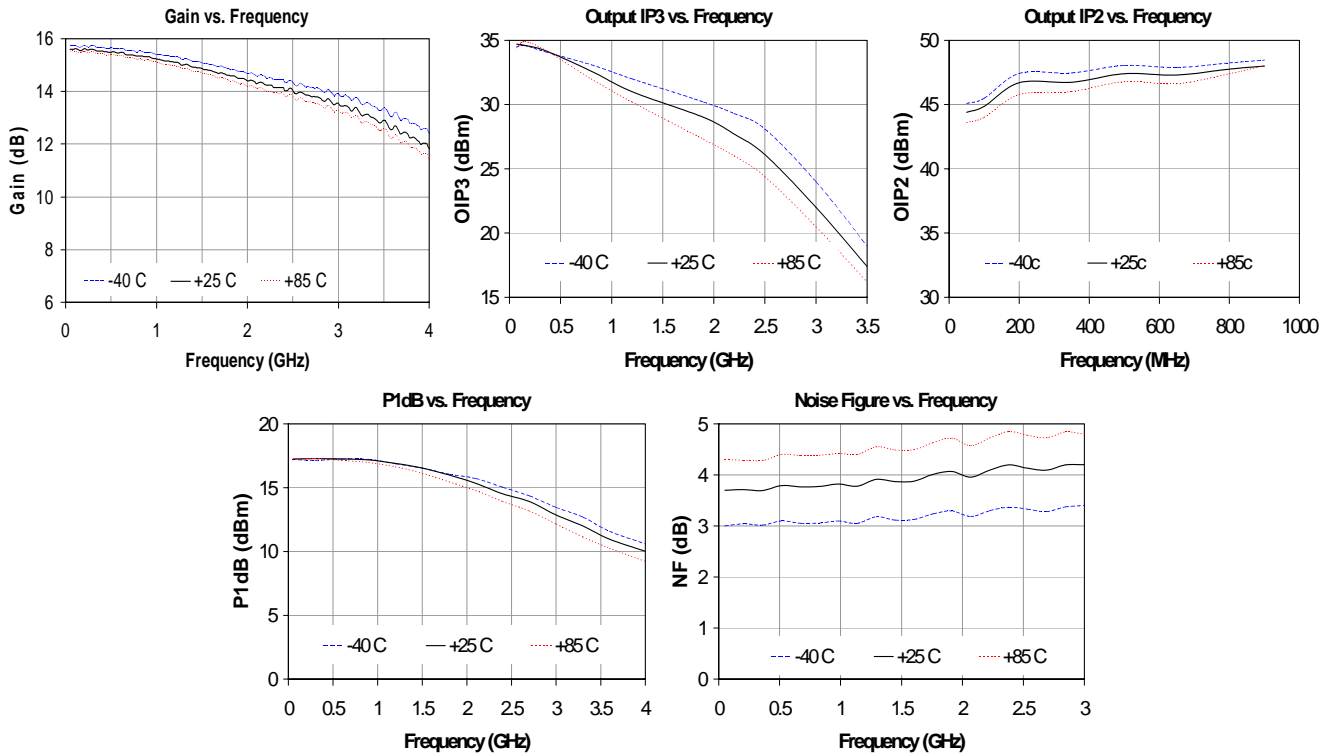 Gain vs. Frequency
Gain (dB)
16
14
12
10
8
6
-40 C +25 C +85 C
0 1 2 3 4
Frequency (GHz)
Output IP3 vs. Frequency
OIP3 (dBm)
35
30
25
20
15
-40 C +25 C +85 C
0 0.5 1 1.5 2 2.5 3 3.5
Frequency (GHz)
Output IP2 vs. Frequency
OIP2 (dBm)
50
45
40
35
30
-40c +25c +85c
0 200 400 600 800 1000
Frequency (MHz)
P1dB vs. Frequency
P1dB (dBm)
20
15
10
5
0
-40 C +25 C +85 C
0 0.5 1 1.5 2 2.5 3 3.5 4
Frequency (GHz)
Noise Figure vs. Frequency
NF (dB)
5
4
3
2
1
0
-40 C +25 C +85 C
0 0.5 1 1.5 2 2.5 3
Frequency (GHz)